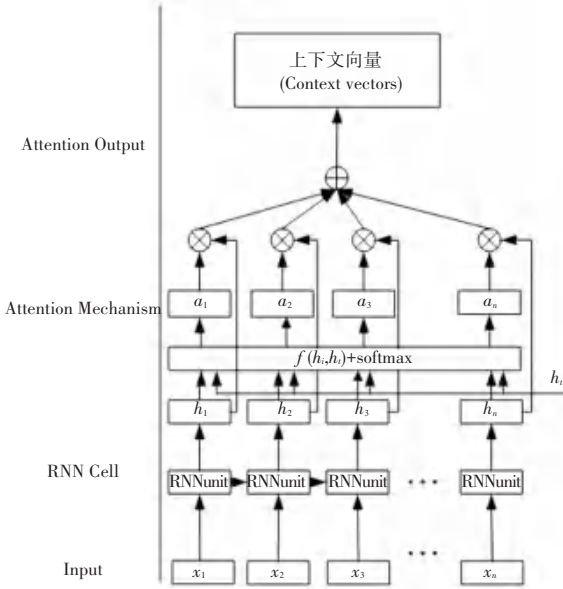 上下文向量
(Context vectors)
Attention Output
Attention Mechanism
a₁ a₂ a₃ aₙ
f(hᵢ,hₜ)+softmax
hₜ
h₁ h₂ h₃ hₙ
RNN Cell
RNNunit RNNunit RNNunit ··· RNNunit
···
Input
x₁ x₂ x₃ xₙ